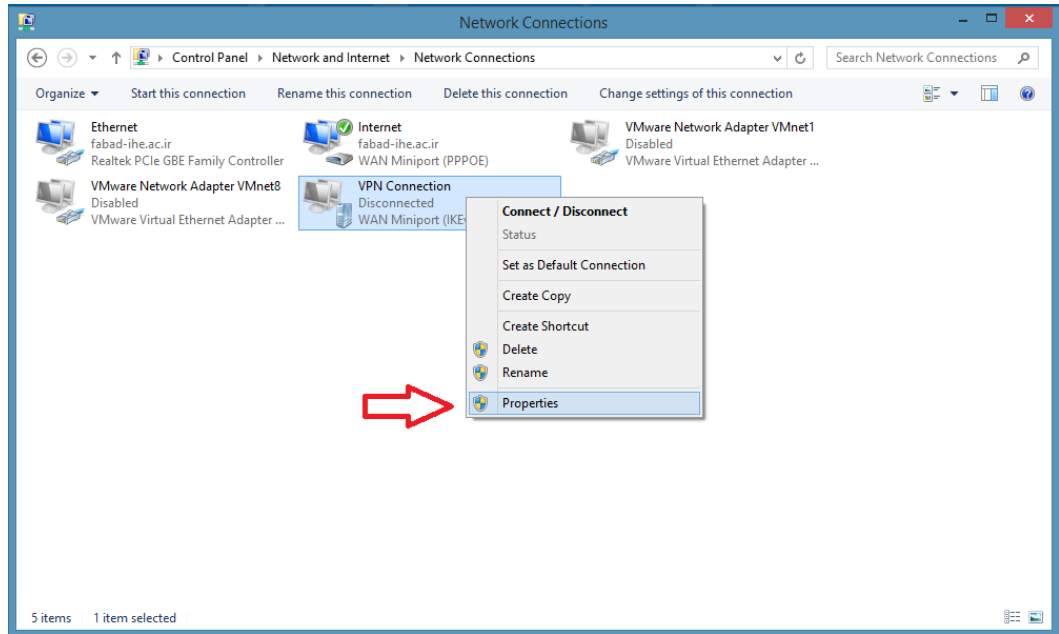 Network Connections
Control Panel Network and Internet Network Connections
Search Network Connections
Organize Start this connection Rename this connection Delete this connection Change settings of this connection
Ethernet
fabad-ihe.ac.ir
Realtek PCIe GBE Family Controller
Internet
fabad-ihe.ac.ir
WAN Miniport (PPPOE)
VMware Network Adapter VMnet1
Disabled
VMware Virtual Ethernet Adapter ...
VMware Network Adapter VMnet8
Disabled
VMware Virtual Ethernet Adapter ...
VPN Connection
Disconnected
WAN Miniport (IKEv
Connect / Disconnect
Status
Set as Default Connection
Create Copy
Create Shortcut
Delete
Rename
Properties
5 items 1 item selected